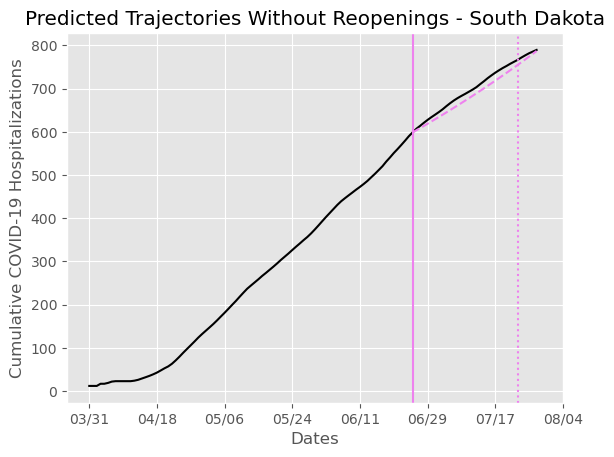 Predicted Trajectories Without Reopenings - South Dakota
Cumulative COVID-19 Hospitalizations
800
700
600
500
400
300
200
100
0
03/31 04/18 05/06 05/24 06/11 06/29 07/17 08/04
Dates